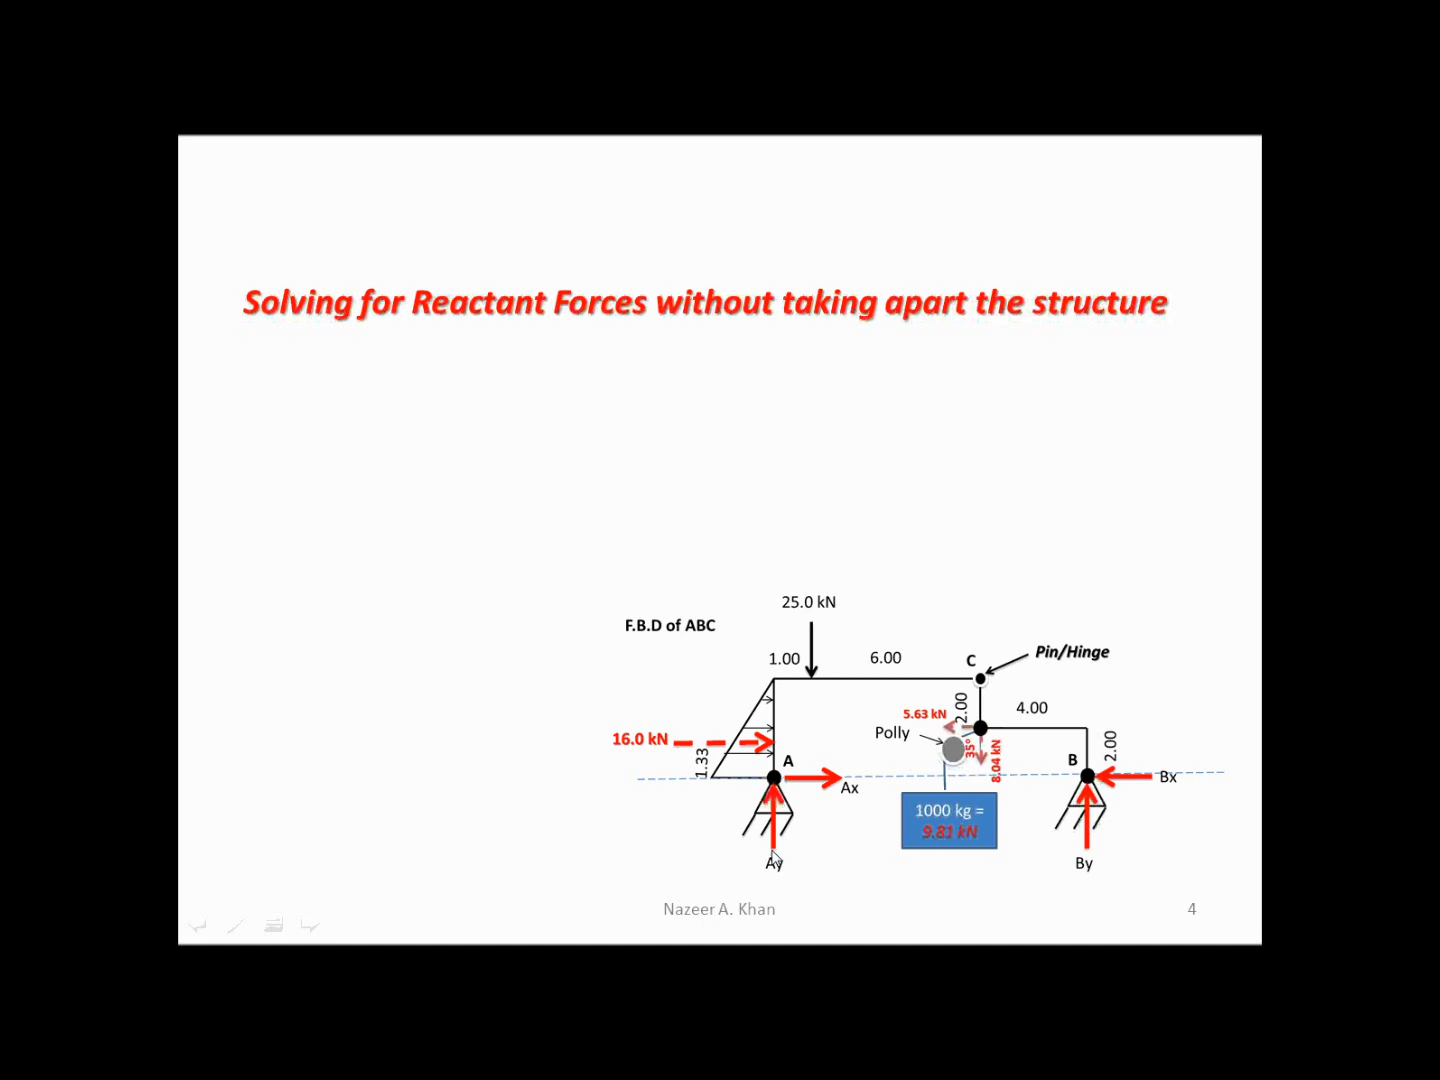 Solving for Reactant Forces without taking apart the structure
25.0 kN
F.B.D of ABC
1.00
6.00
C
Pin/Hinge
2.00
4.00
5.63 kN
Polly
16.0 kN
35°
8.04 kN
1.33
A
B
2.00
Ax
Bx
1000 kg =
9.81 kN
Ay
By
Nazeer A. Khan
4